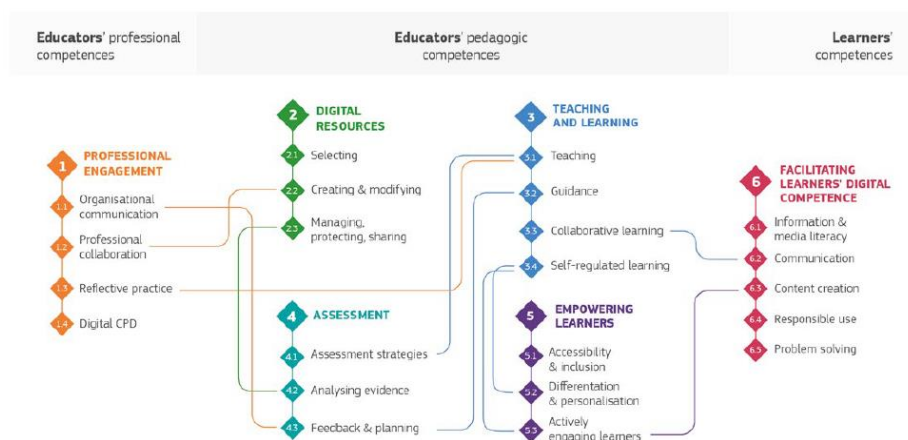 Educators' professional
competences
Educators' pedagogic
competences
Learners'
competences
1
PROFESSIONAL
ENGAGEMENT
1.1
Organisational
communication
1.2
Professional
collaboration
1.3
Reflective practice
1.4
Digital CPD
2
DIGITAL
RESOURCES
2.1
Selecting
2.2
Creating & modifying
2.3
Managing,
protecting, sharing
3
TEACHING
AND LEARNING
3.1
Teaching
3.2
Guidance
3.3
Collaborative learning
3.4
Self-regulated learning
4
ASSESSMENT
4.1
Assessment strategies
4.2
Analysing evidence
4.3
Feedback & planning
5
EMPOWERING
LEARNERS
5.1
Accessibility
& inclusion
5.2
Differentation
& personalisation
5.3
Actively
engaging learners
6
FACILITATING
LEARNERS' DIGITAL
COMPETENCE
6.1
Information &
media literacy
6.2
Communication
6.3
Content creation
6.4
Responsible use
6.5
Problem solving